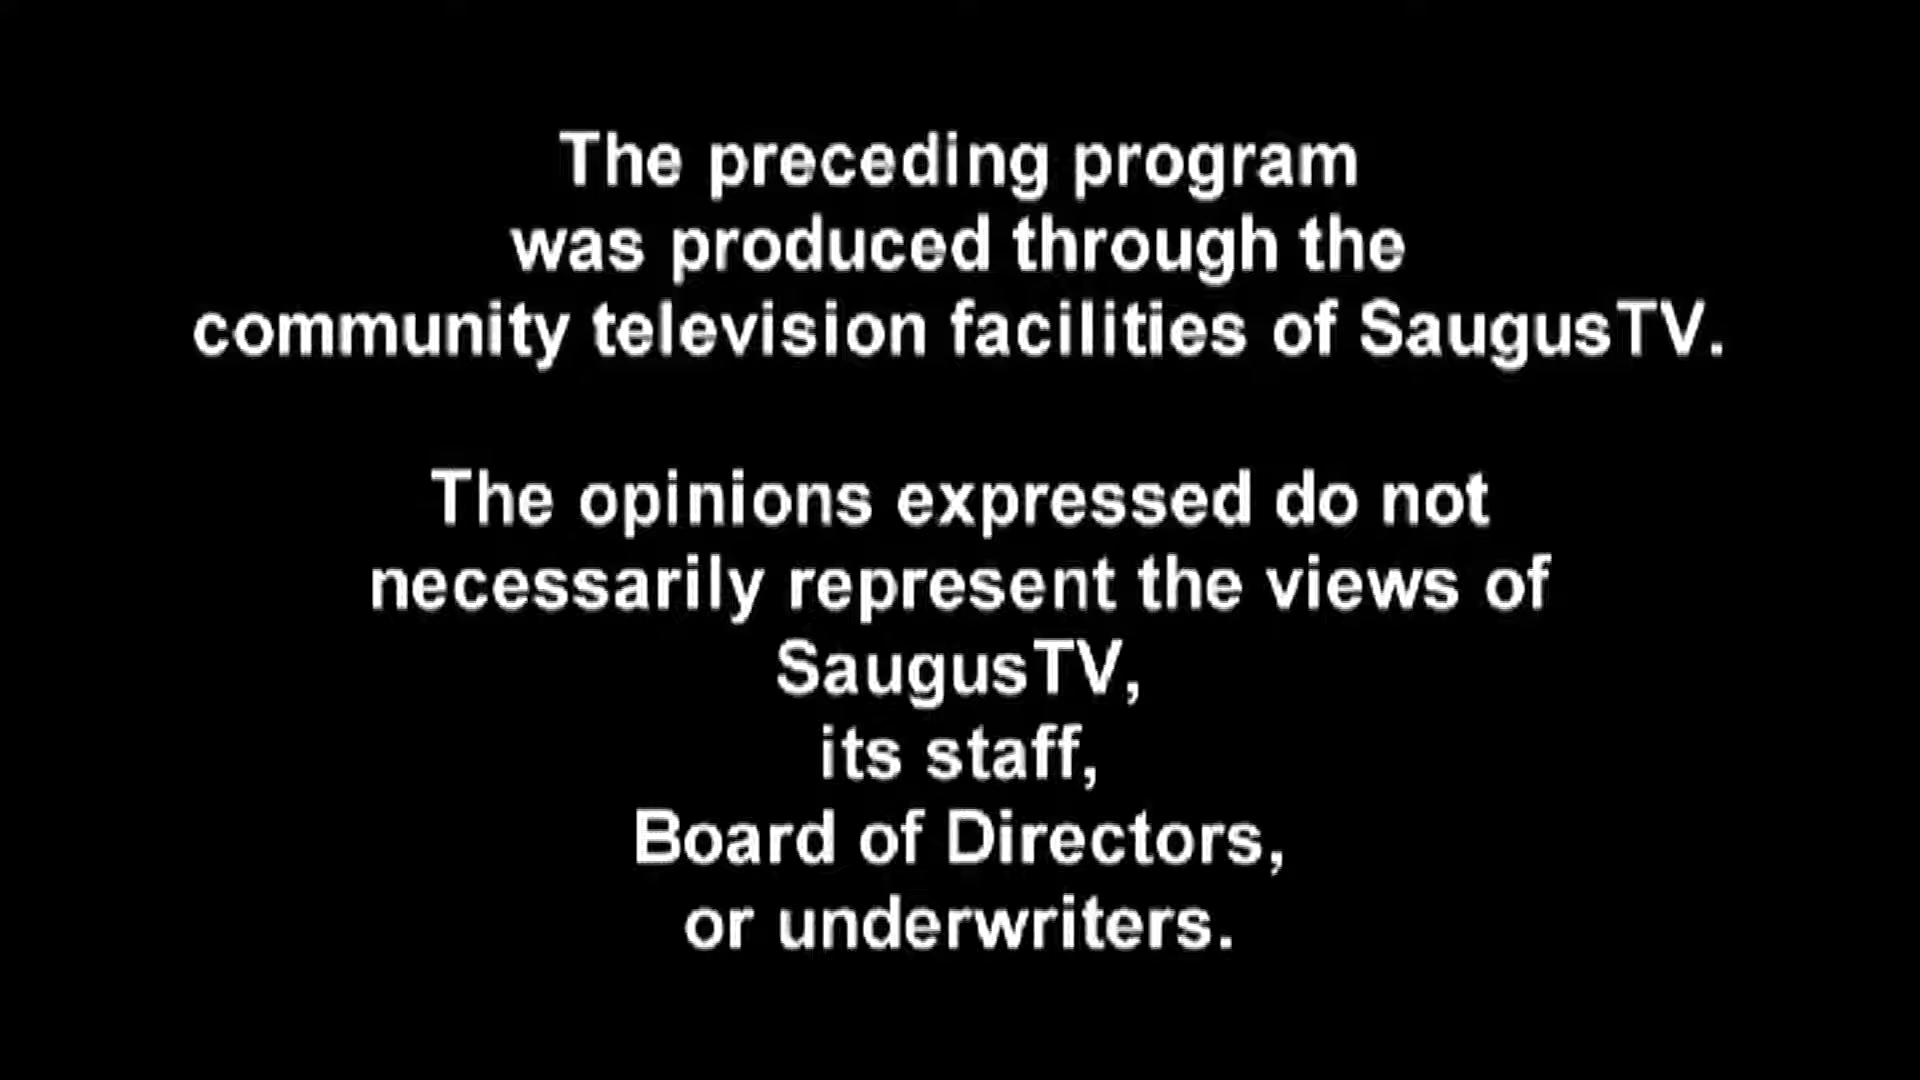 The preceding program
was produced through the
community television facilities of SaugusTV.
The opinions expressed do not
necessarily represent the views of
SaugusTV,
its staff,
Board of Directors,
or underwriters.